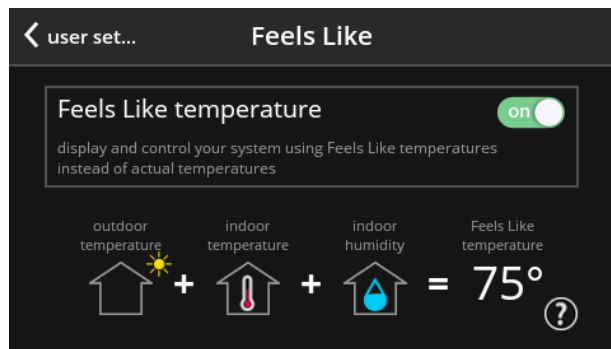 user set... Feels Like
Feels Like temperature on
display and control your system using Feels Like temperatures
instead of actual temperatures
outdoor indoor indoor Feels Like
temperature temperature humidity temperature
+ + = 75°
?